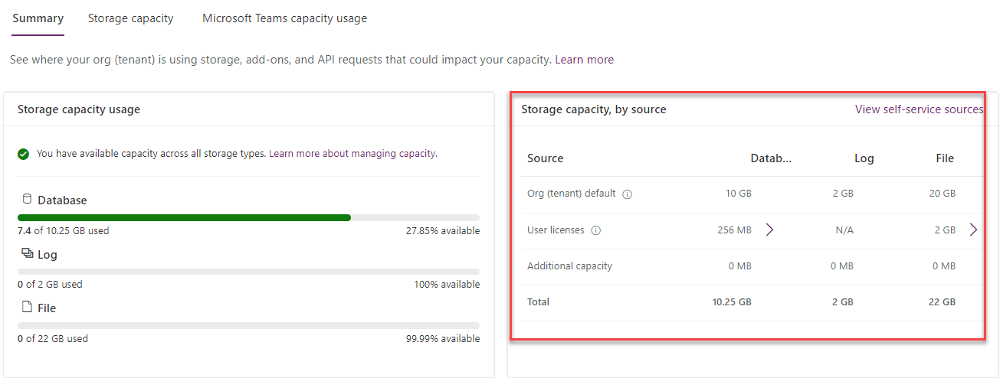 Summary Storage capacity Microsoft Teams capacity usage
See where your org (tenant) is using storage, add-ons, and API requests that could impact your capacity. Learn more
Storage capacity usage
You have available capacity across all storage types. Learn more about managing capacity.
Database
7.4 of 10.25 GB used 27.85% available
Log
0 of 2 GB used 100% available
File
0 of 22 GB used 99.99% available
Storage capacity, by source View self-service sources
Source Datab... Log File
Org (tenant) default 10 GB 2 GB 20 GB
User licenses 256 MB N/A 2 GB
Additional capacity 0 MB 0 MB 0 MB
Total 10.25 GB 2 GB 22 GB